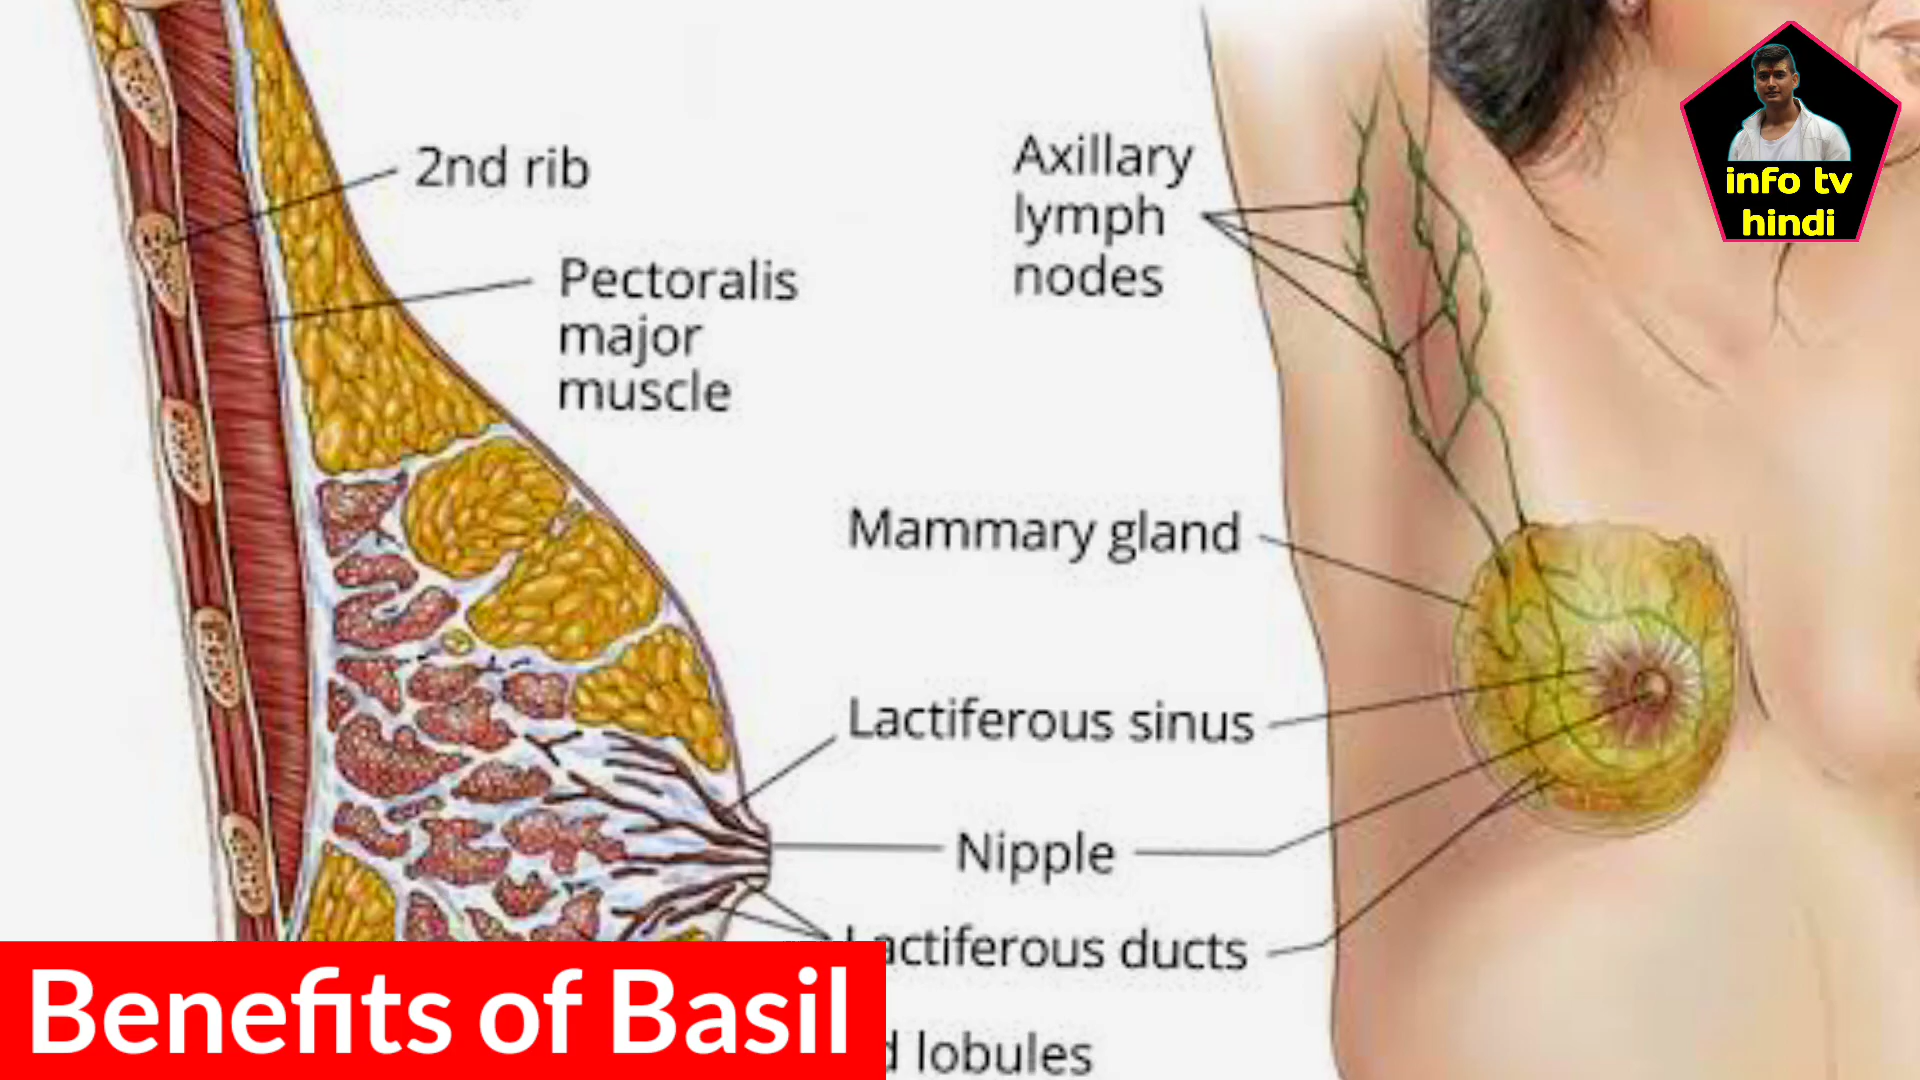 2nd rib
Pectoralis
major
muscle
Axillary
lymph
nodes
info tv
hindi
Mammary gland
Lactiferous sinus
Nipple
Lactiferous ducts
lobules
Benefits of Basil